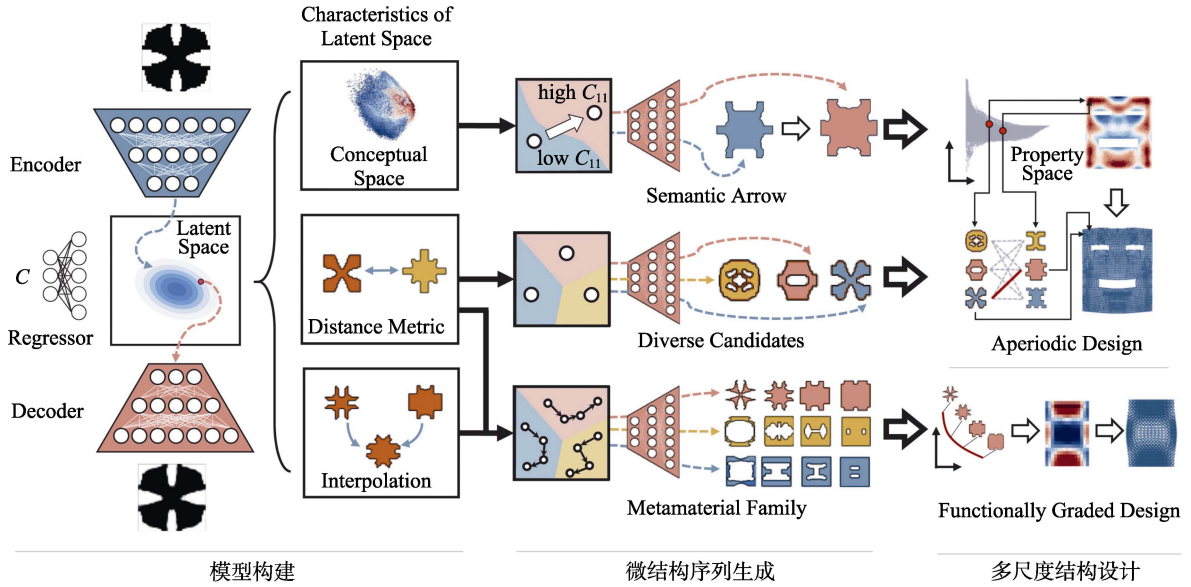 Encoder
Latent
Space
C
Regressor
Decoder
Characteristics of
Latent Space
Conceptual
Space
Distance Metric
Interpolation
high C11
low C11
Semantic Arrow
Diverse Candidates
Metamaterial Family
Property
Space
Aperiodic Design
Functionally Graded Design
模型构建
微结构序列生成
多尺度结构设计